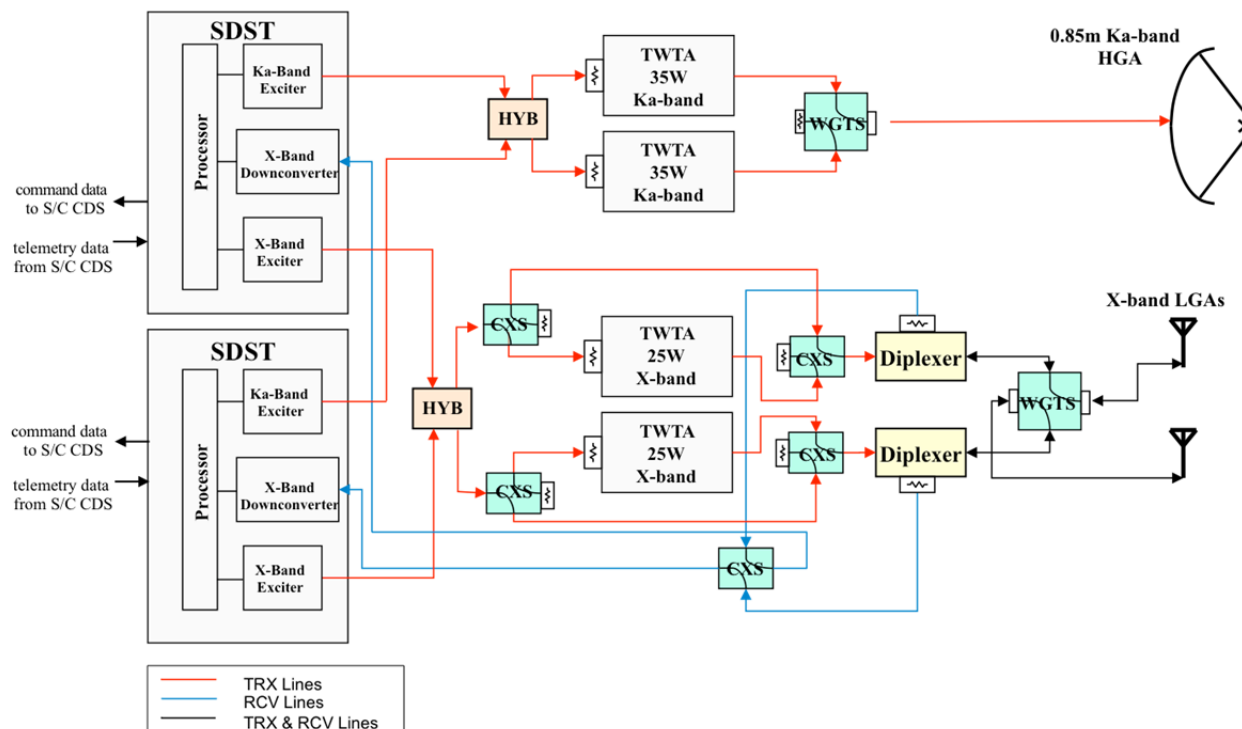 SDST
Processor
Ka-Band
Exciter
X-Band
Downconverter
X-Band
Exciter
command data
to S/C CDS
telemetry data
from S/C CDS
HYB
TWTA
35W
Ka-band
TWTA
35W
Ka-band
WGTS
0.85m Ka-band
HGA
SDST
Processor
Ka-Band
Exciter
X-Band
Downconverter
X-Band
Exciter
command data
to S/C CDS
telemetry data
from S/C CDS
HYB
CXS
CXS
TWTA
25W
X-band
TWTA
25W
X-band
CXS
CXS
CXS
Diplexer
Diplexer
WGTS
X-band LGAs
TRX Lines
RCV Lines
TRX & RCV Lines